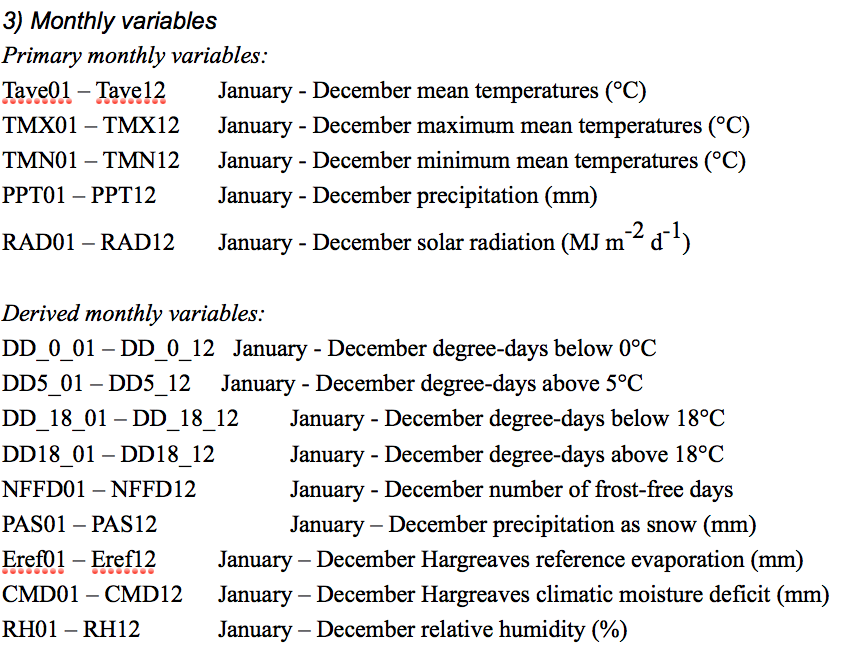 3) Monthly variables
Primary monthly variables:
Tave01 – Tave12 January - December mean temperatures (°C)
TMX01 – TMX12 January - December maximum mean temperatures (°C)
TMN01 – TMN12 January - December minimum mean temperatures (°C)
PPT01 – PPT12 January - December precipitation (mm)
RAD01 – RAD12 January - December solar radiation (MJ m⁻² d⁻¹)
Derived monthly variables:
DD_0_01 – DD_0_12 January - December degree-days below 0°C
DD5_01 – DD5_12 January - December degree-days above 5°C
DD_18_01 – DD_18_12 January - December degree-days below 18°C
DD18_01 – DD18_12 January - December degree-days above 18°C
NFFD01 – NFFD12 January - December number of frost-free days
PAS01 – PAS12 January – December precipitation as snow (mm)
Eref01 – Eref12 January – December Hargreaves reference evaporation (mm)
CMD01 – CMD12 January – December Hargreaves climatic moisture deficit (mm)
RH01 – RH12 January – December relative humidity (%)